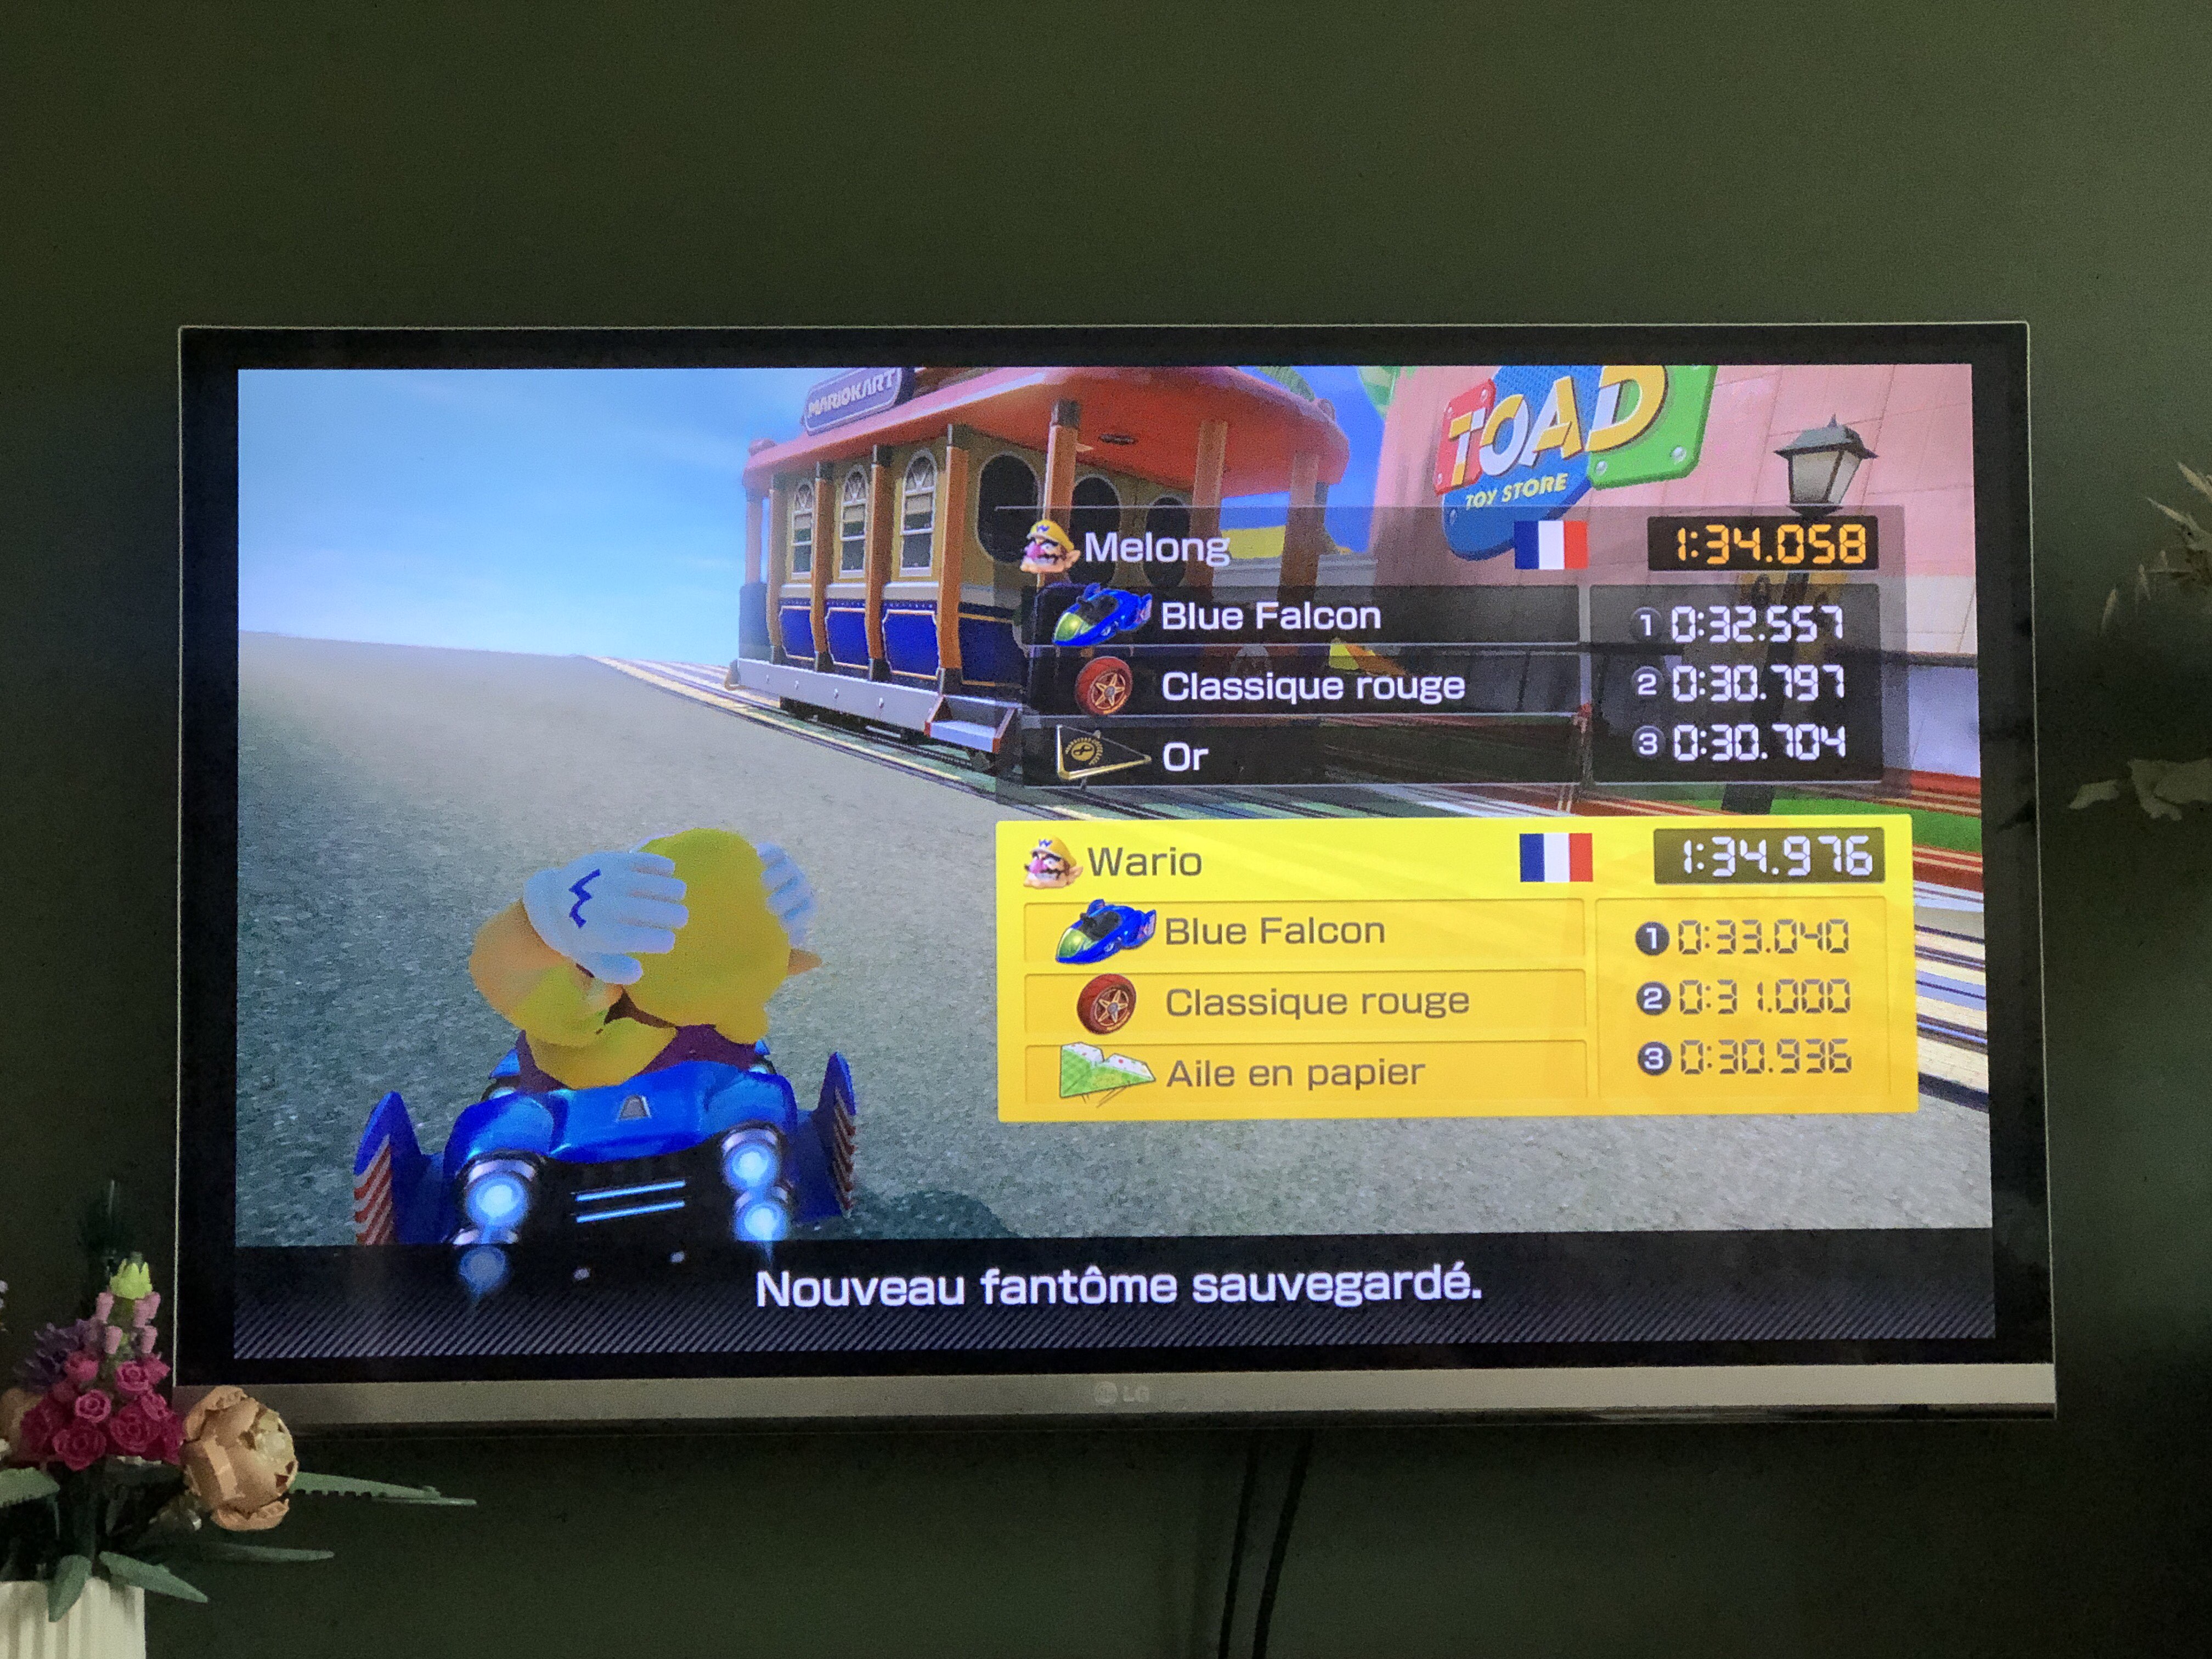 MARIOKART
TOAD
TOY STORE
Melong
1:34.058
Blue Falcon
1 0:32.557
Classique rouge
2 0:30.797
Or
3 0:30.704
Wario
1:34.976
Blue Falcon
1 0:33.040
Classique rouge
2 0:31.000
Aile en papier
3 0:30.936
Nouveau fantôme sauvegardé.
LG